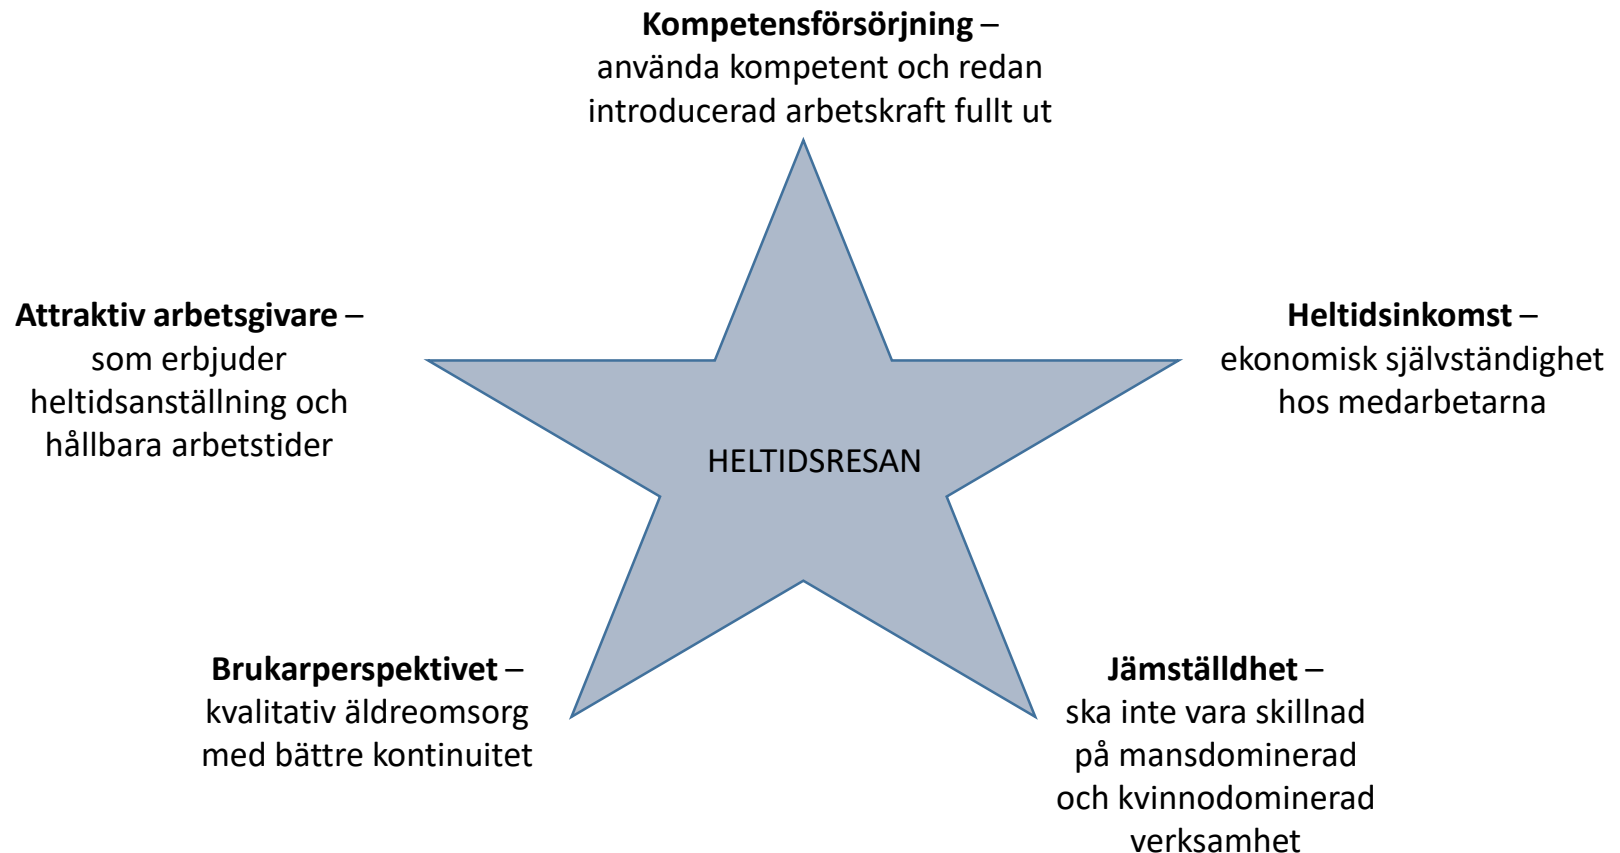 Kompetensförsörjning –
använda kompetent och redan
introducerad arbetskraft fullt ut
Attraktiv arbetsgivare –
som erbjuder
heltidsanställning och
hållbara arbetstider
Heltidsinkomst –
ekonomisk självständighet
hos medarbetarna
HELTIDSRESAN
Brukarperspektivet –
kvalitativ äldreomsorg
med bättre kontinuitet
Jämställdhet –
ska inte vara skillnad
på mansdominerad
och kvinnodominerad
verksamhet